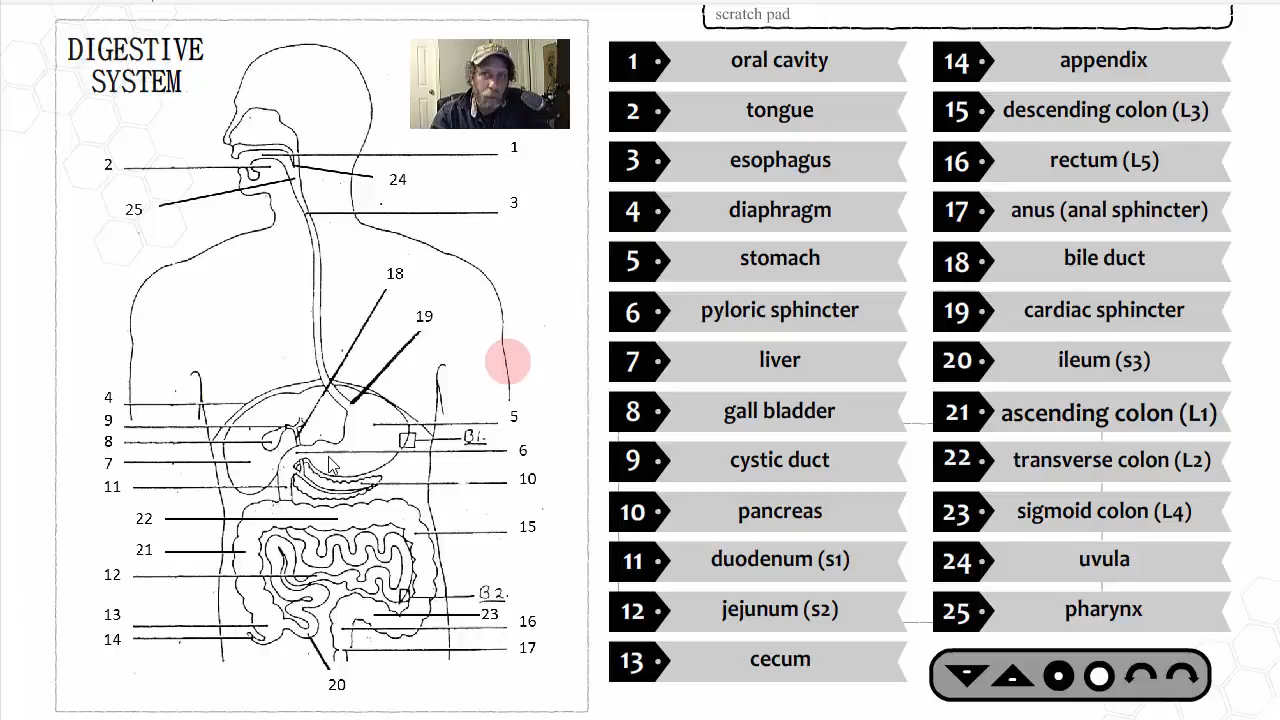 scratch pad
DIGESTIVE
SYSTEM
1
2
24
3
25
18
19
4
9
8
7
11
5
B1.
6
10
22
21
12
13
14
15
B2.
23
16
17
20
1 oral cavity
2 tongue
3 esophagus
4 diaphragm
5 stomach
6 pyloric sphincter
7 liver
8 gall bladder
9 cystic duct
10 pancreas
11 duodenum (s1)
12 jejunum (s2)
13 cecum
14 appendix
15 descending colon (L3)
16 rectum (L5)
17 anus (anal sphincter)
18 bile duct
19 cardiac sphincter
20 ileum (s3)
21 ascending colon (L1)
22 transverse colon (L2)
23 sigmoid colon (L4)
24 uvula
25 pharynx